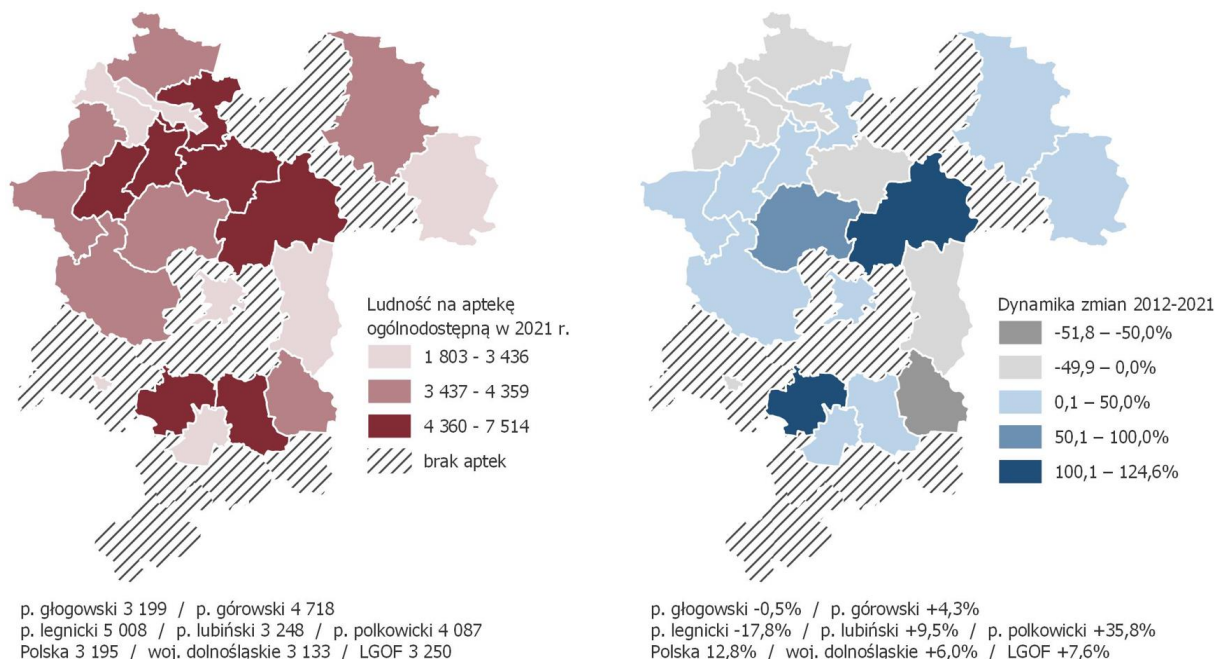 Ludność na aptekę
ogólnodostępną w 2021 r.
1 803 - 3 436
3 437 - 4 359
4 360 - 7 514
brak aptek
p. głogowski 3 199 / p. górowski 4 718
p. legnicki 5 008 / p. lubiński 3 248 / p. polkowicki 4 087
Polska 3 195 / woj. dolnośląskie 3 133 / LGOF 3 250
Dynamika zmian 2012-2021
-51,8 – -50,0%
-49,9 – 0,0%
0,1 – 50,0%
50,1 – 100,0%
100,1 – 124,6%
p. głogowski -0,5% / p. górowski +4,3%
p. legnicki -17,8% / p. lubiński +9,5% / p. polkowicki +35,8%
Polska 12,8% / woj. dolnośląskie +6,0% / LGOF +7,6%